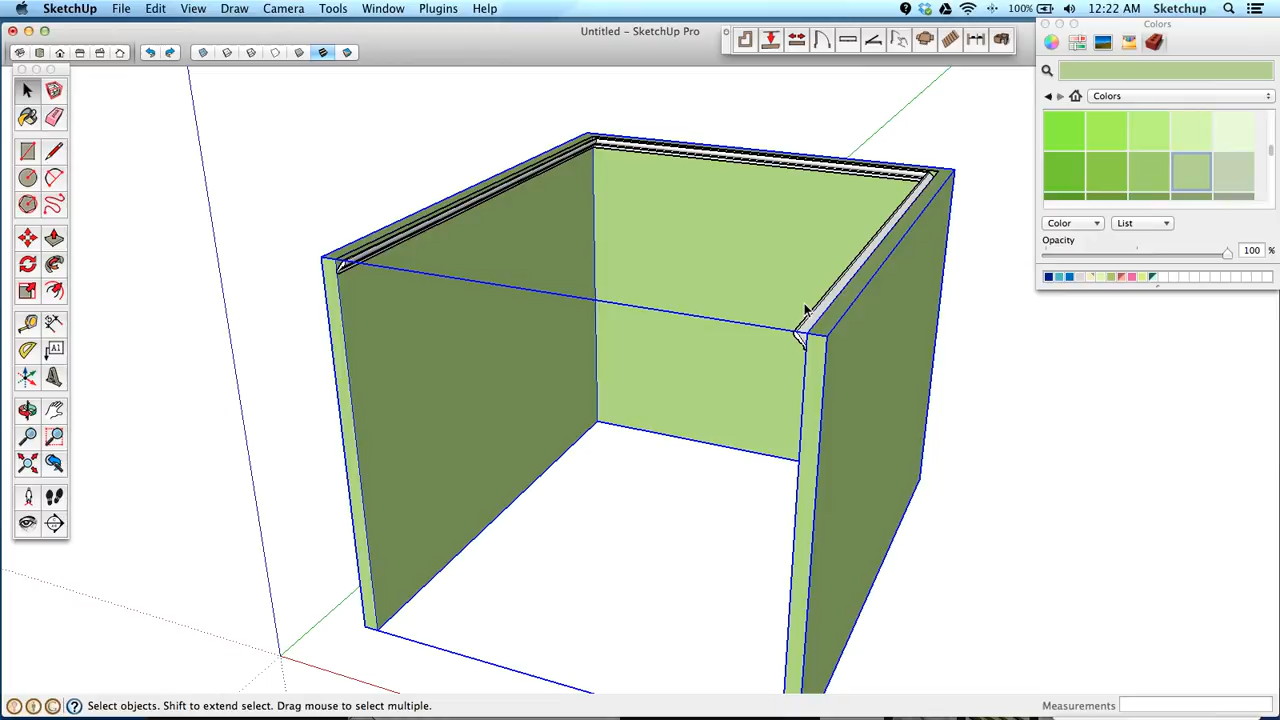 SketchUp File Edit View Draw Camera Tools Window Plugins Help 100% 12:22 AM Sketchup
Untitled – SketchUp Pro
Colors
Colors
Color List
Opacity
100 %
A1
Select objects. Shift to extend select. Drag mouse to select multiple.
Measurements